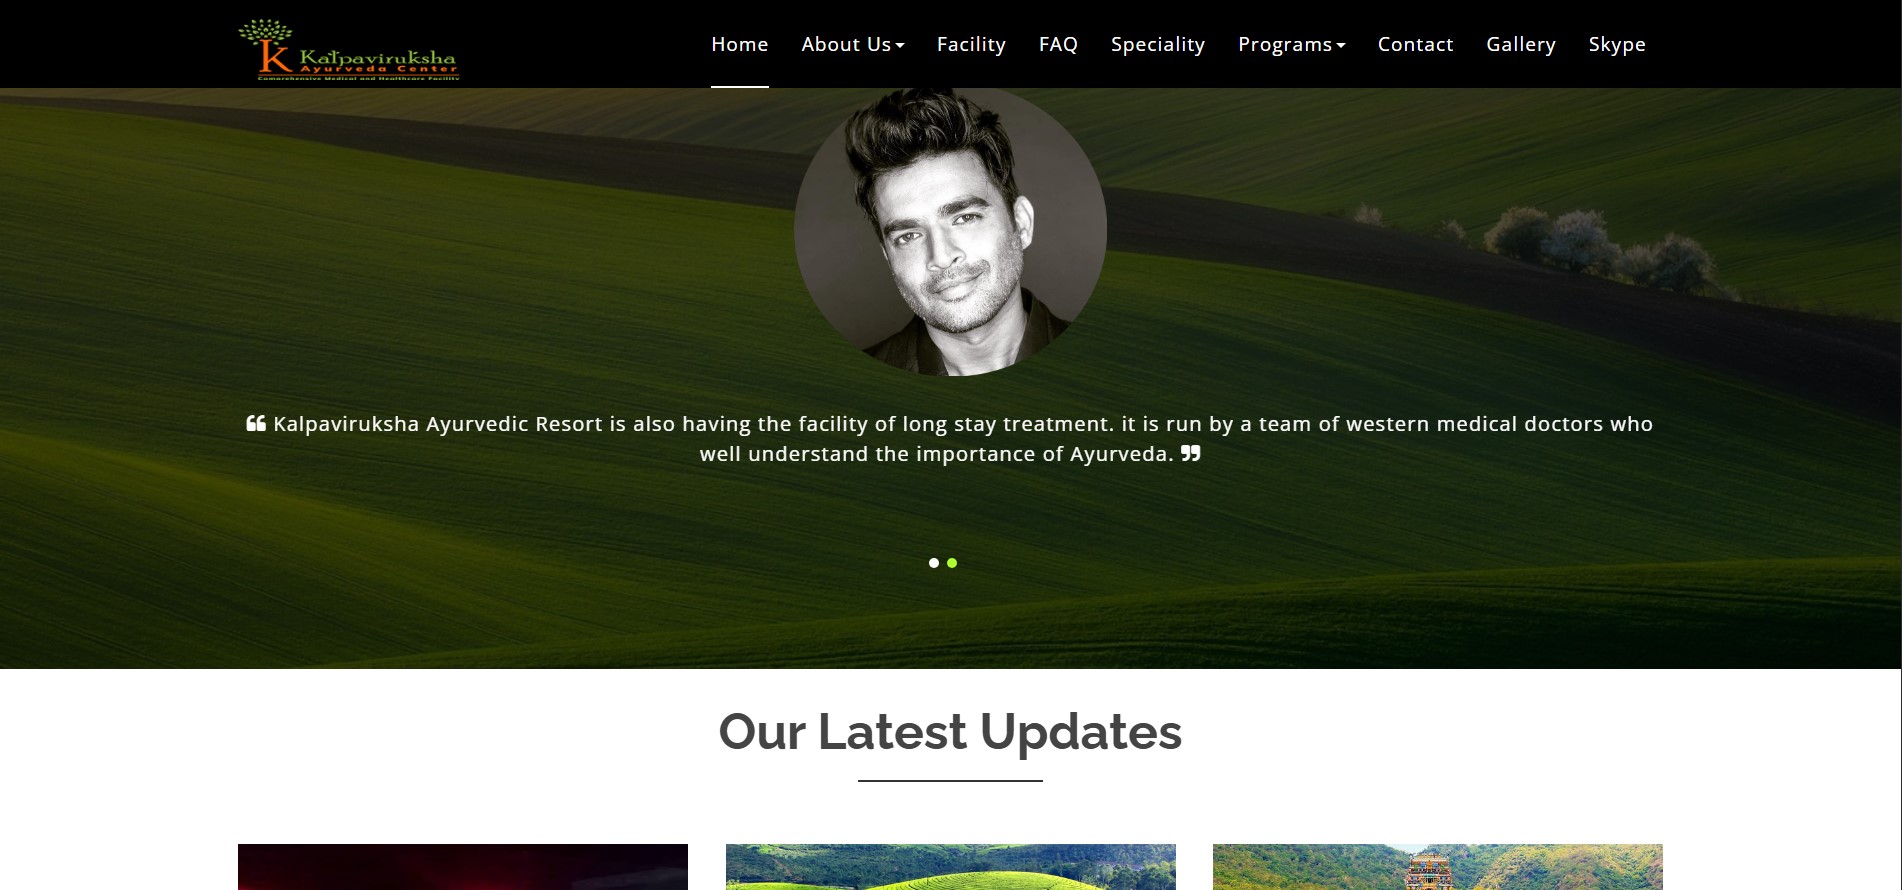 Kalpaviruksha
Ayurveda Center
Comprehensive Medical and Healthcare Facility
Home About Us Facility FAQ Speciality Programs Contact Gallery Skype
“ Kalpaviruksha Ayurvedic Resort is also having the facility of long stay treatment. it is run by a team of western medical doctors who
well understand the importance of Ayurveda. ”
Our Latest Updates